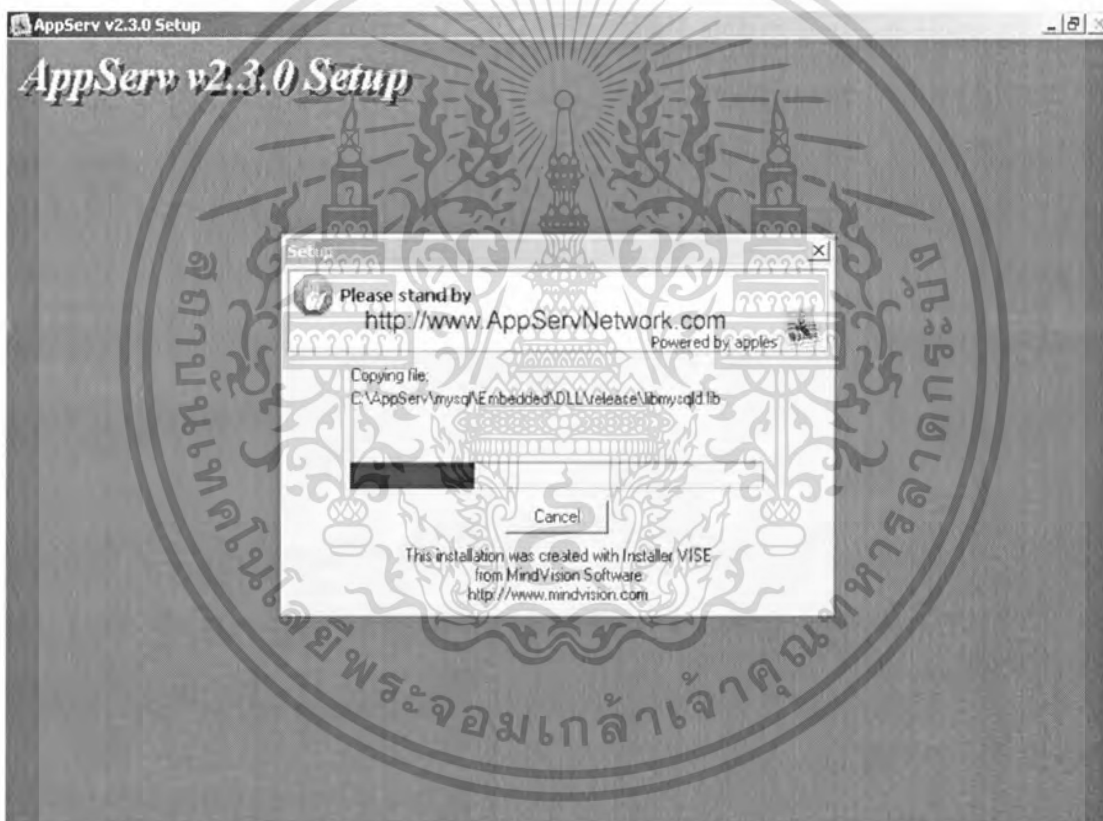 AppServ v2.3.0 Setup
AppServ v2.3.0 Setup
Setup
Please stand by
http://www.AppServNetwork.com
Powered by apples
Copying file:
C:\AppServ\mysql\Embedded\DLL\release\libmysqld.lib
Cancel
This installation was created with Installer VISE
from MindVision Software
http://www.mindvision.com
สถาบันเทคโนโลยีพระจอมเกล้าเจ้าคุณทหารลาดกระบัง